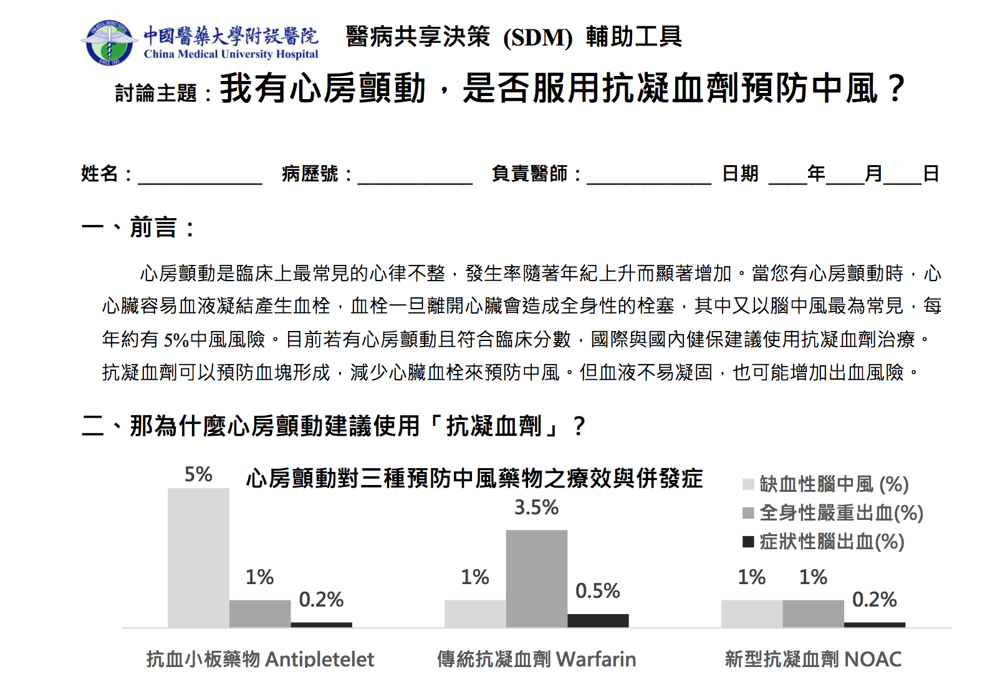 中國醫藥大學附設醫院
China Medical University Hospital
CHINA MEDICAL UNIVERSITY HOSPITAL
SINCE 1980
醫病共享決策 (SDM) 輔助工具
討論主題：我有心房顫動，是否服用抗凝血劑預防中風？
姓名：_____________ 病歷號：____________ 負責醫師：_____________ 日期 ____年____月____日
一、前言：
心房顫動是臨床上最常見的心律不整，發生率隨著年紀上升而顯著增加。當您有心房顫動時，心
心臟容易血液凝結產生血栓，血栓一旦離開心臟會造成全身性的栓塞，其中又以腦中風最為常見，每
年約有 5%中風風險。目前若有心房顫動且符合臨床分數，國際與國內健保建議使用抗凝血劑治療。
抗凝血劑可以預防血塊形成，減少心臟血栓來預防中風。但血液不易凝固，也可能增加出血風險。
二、那為什麼心房顫動建議使用「抗凝血劑」？
心房顫動對三種預防中風藥物之療效與併發症
缺血性腦中風 (%)
全身性嚴重出血(%)
症狀性腦出血(%)
5%
1%
0.2%
1%
3.5%
0.5%
1%
1%
0.2%
抗血小板藥物 Antipletelet
傳統抗凝血劑 Warfarin
新型抗凝血劑 NOAC